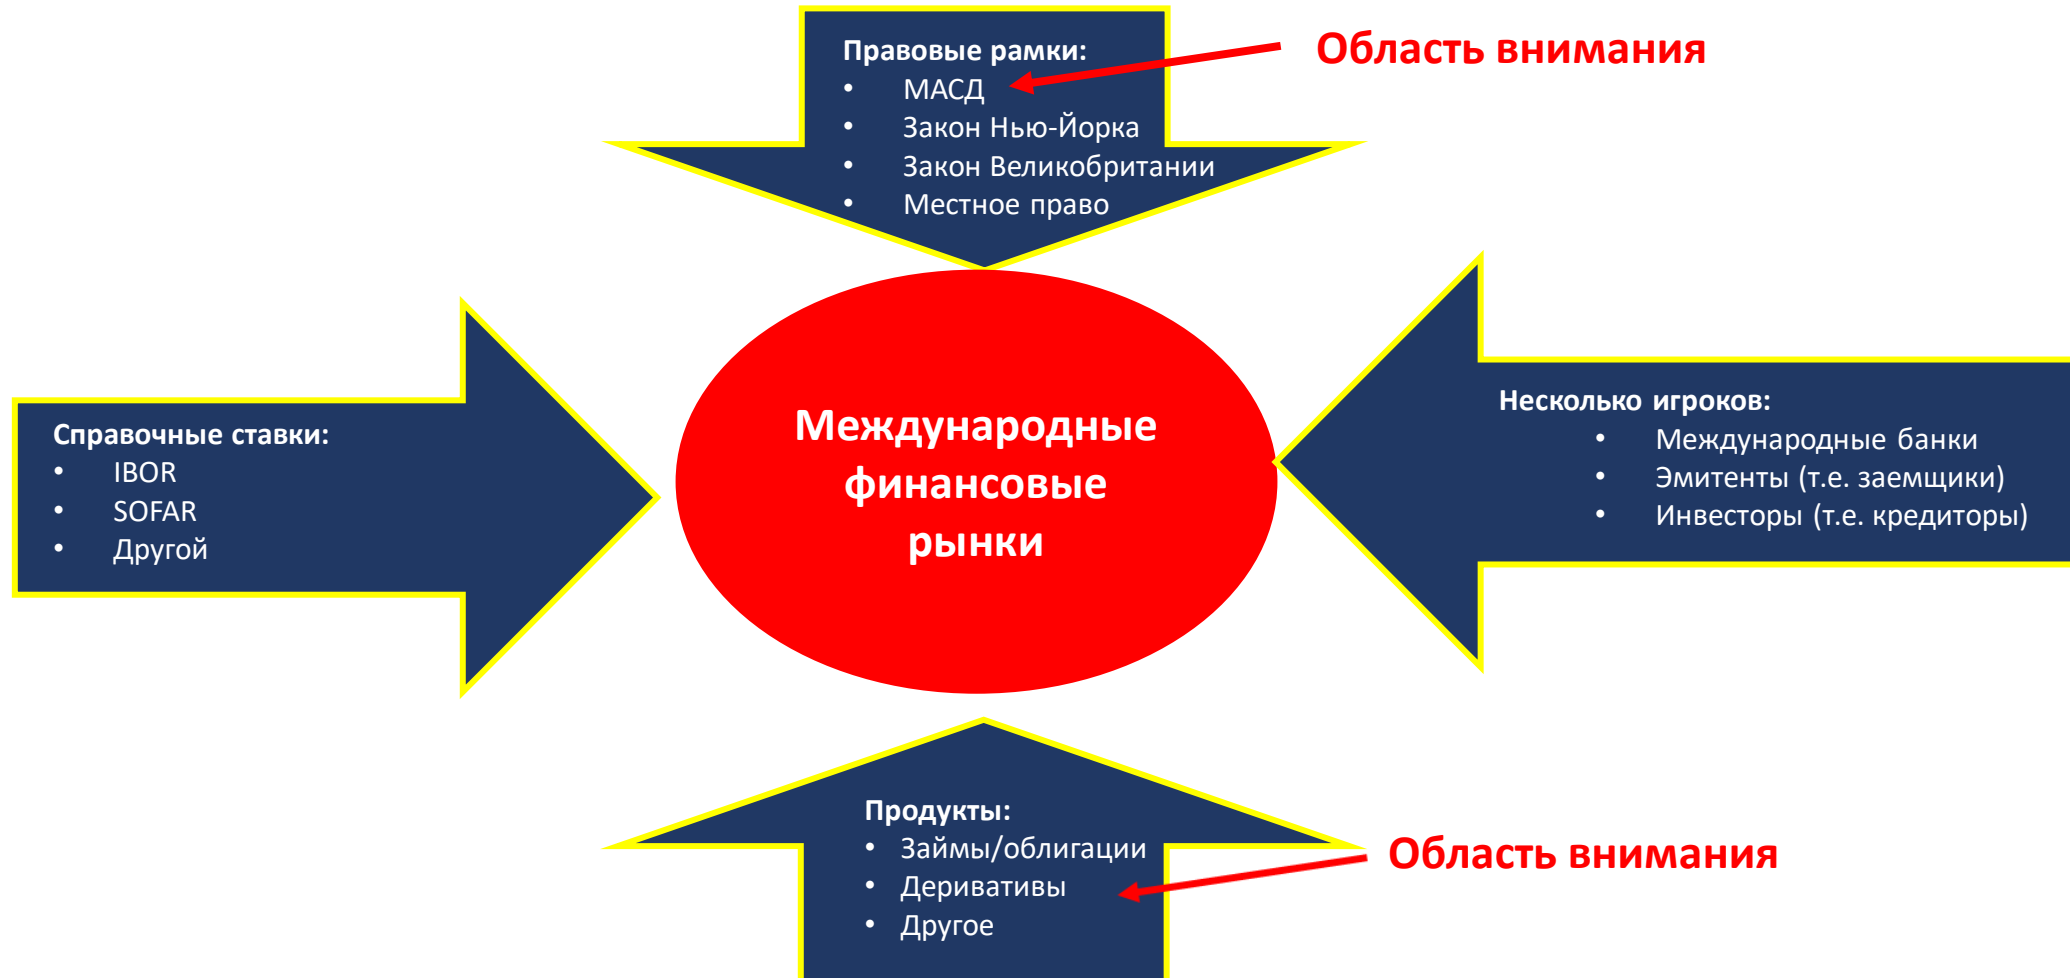 Правовые рамки:
• МАСД
• Закон Нью-Йорка
• Закон Великобритании
• Местное право
Область внимания
Справочные ставки:
• IBOR
• SOFAR
• Другой
Международные
финансовые
рынки
Несколько игроков:
• Международные банки
• Эмитенты (т.е. заемщики)
• Инвесторы (т.е. кредиторы)
Продукты:
• Займы/облигации
• Деривативы
• Другое
Область внимания